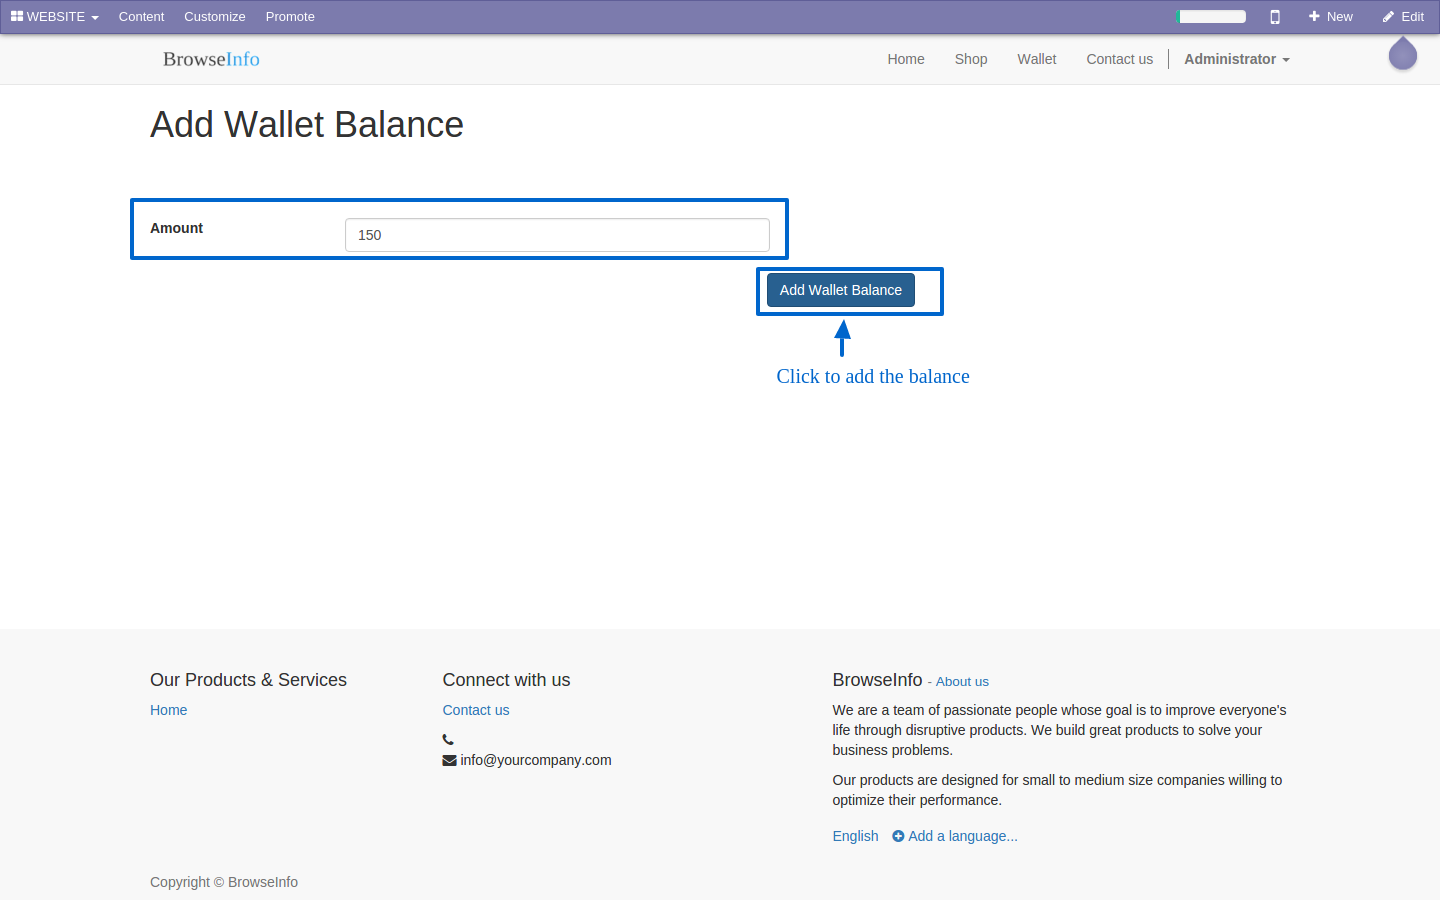 WEBSITE Content Customize Promote New Edit
BrowseInfo Home Shop Wallet Contact us Administrator
Add Wallet Balance
Amount 150
Add Wallet Balance
Click to add the balance
Our Products & Services
Home
Connect with us
Contact us
info@yourcompany.com
BrowseInfo - About us
We are a team of passionate people whose goal is to improve everyone's
life through disruptive products. We build great products to solve your
business problems.
Our products are designed for small to medium size companies willing to
optimize their performance.
English Add a language...
Copyright © BrowseInfo